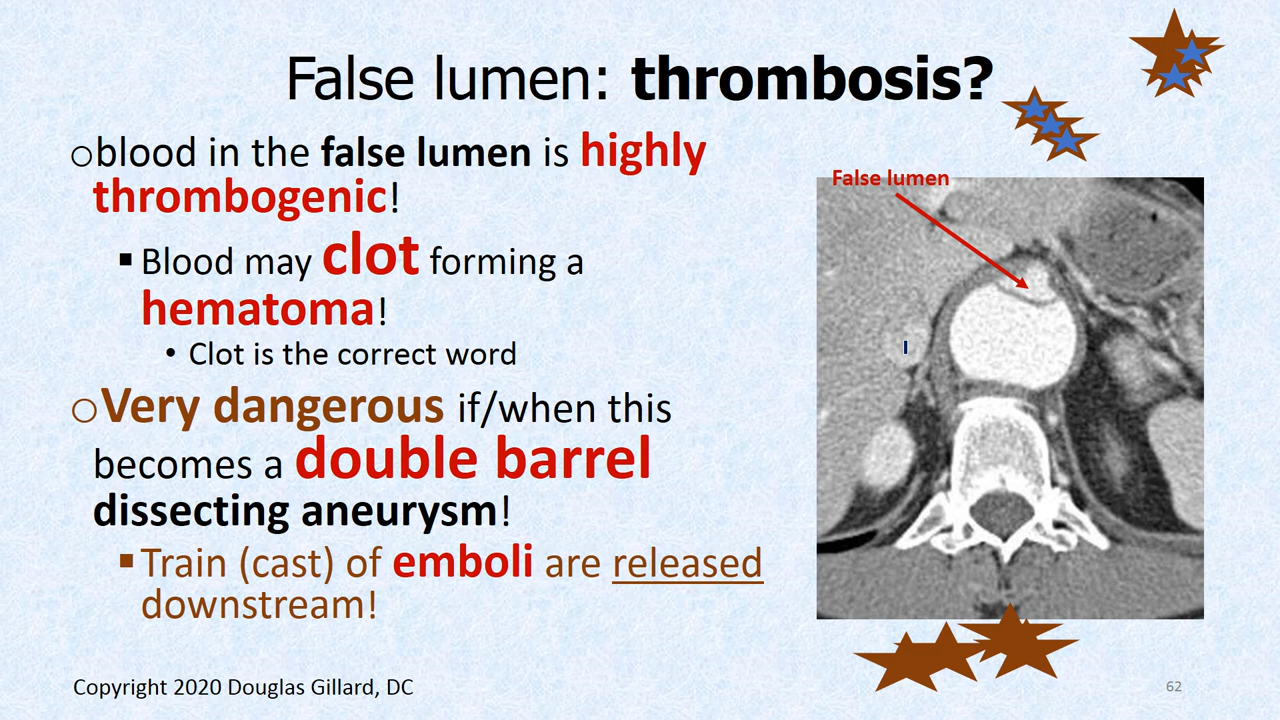 False lumen: thrombosis?
oblood in the false lumen is highly
thrombogenic!
▪ Blood may clot forming a
hematoma!
• Clot is the correct word
oVery dangerous if/when this
becomes a double barrel
dissecting aneurysm!
▪ Train (cast) of emboli are released
downstream!
False lumen
Copyright 2020 Douglas Gillard, DC
62